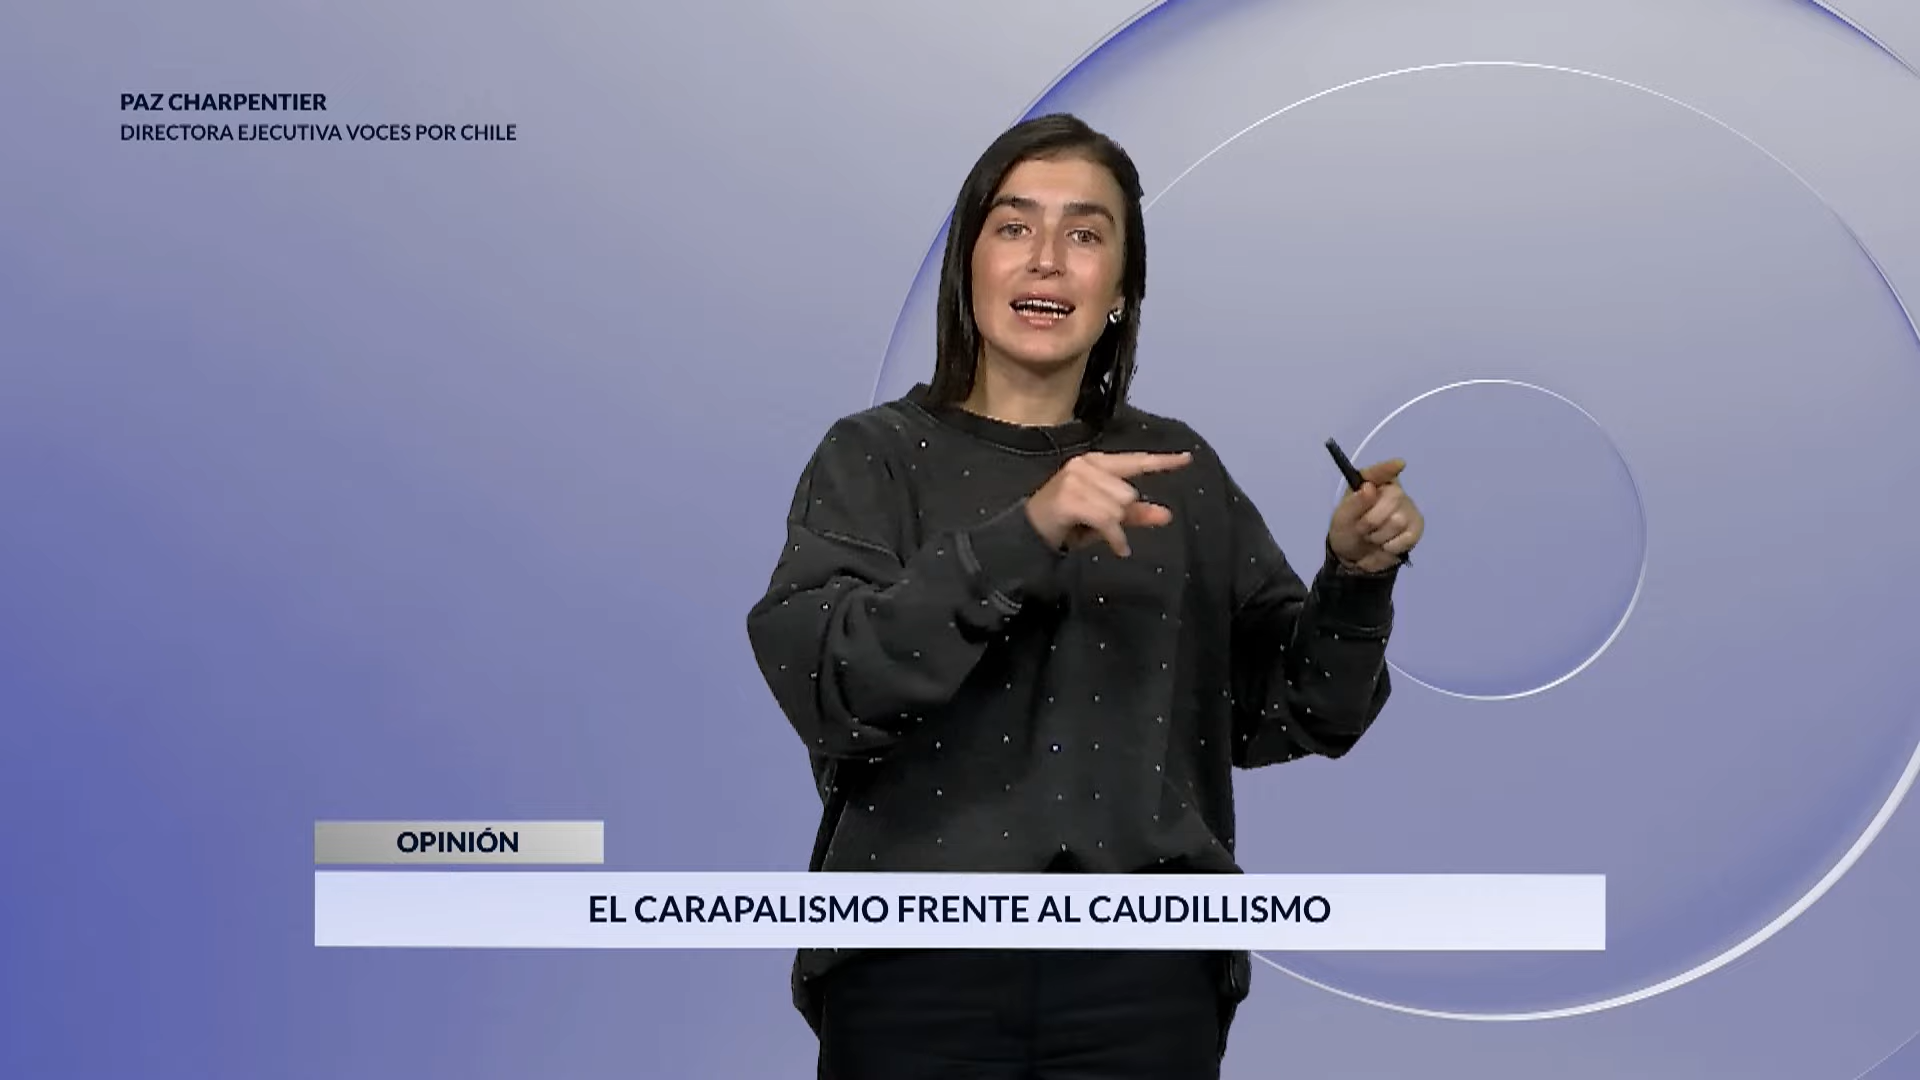 PAZ CHARPENTIER
DIRECTORA EJECUTIVA VOCES POR CHILE
OPINIÓN
EL CARAPALISMO FRENTE AL CAUDILLISMO